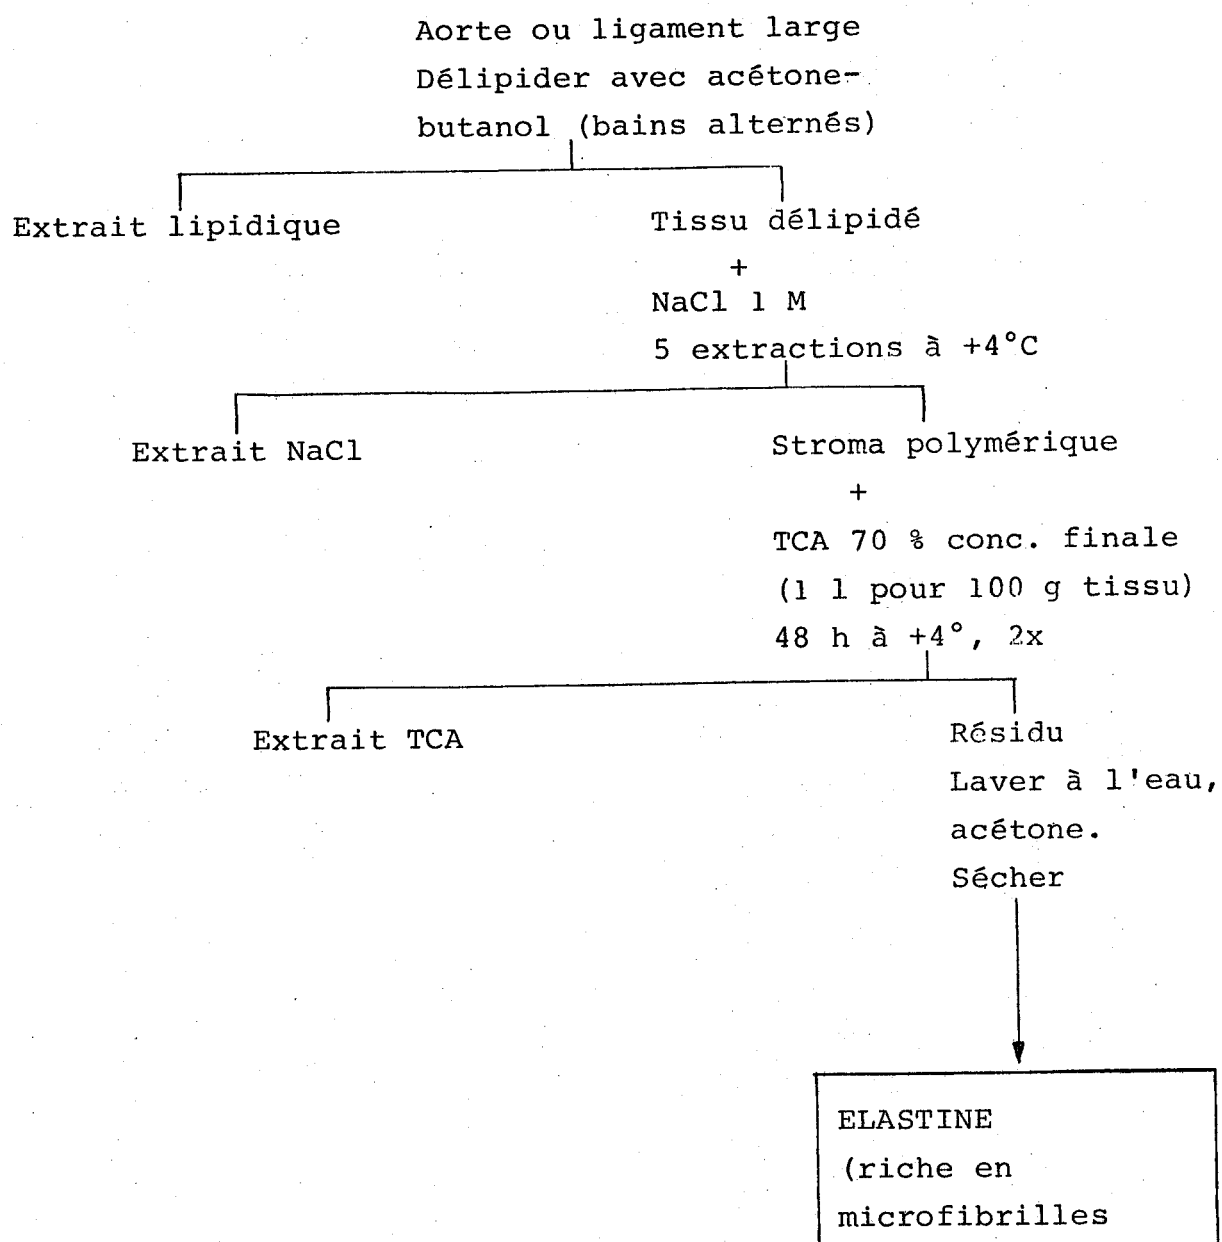 Aorte ou ligament large
Délipider avec acétone-
butanol (bains alternés)
Extrait lipidique
Tissu délipidé
+
NaCl 1 M
5 extractions à +4°C
Extrait NaCl
Stroma polymérique
+
TCA 70 % conc. finale
(1 l pour 100 g tissu)
48 h à +4°, 2x
Extrait TCA
Résidu
Laver à l'eau,
acétone.
Sécher
ELASTINE
(riche en
microfibrilles